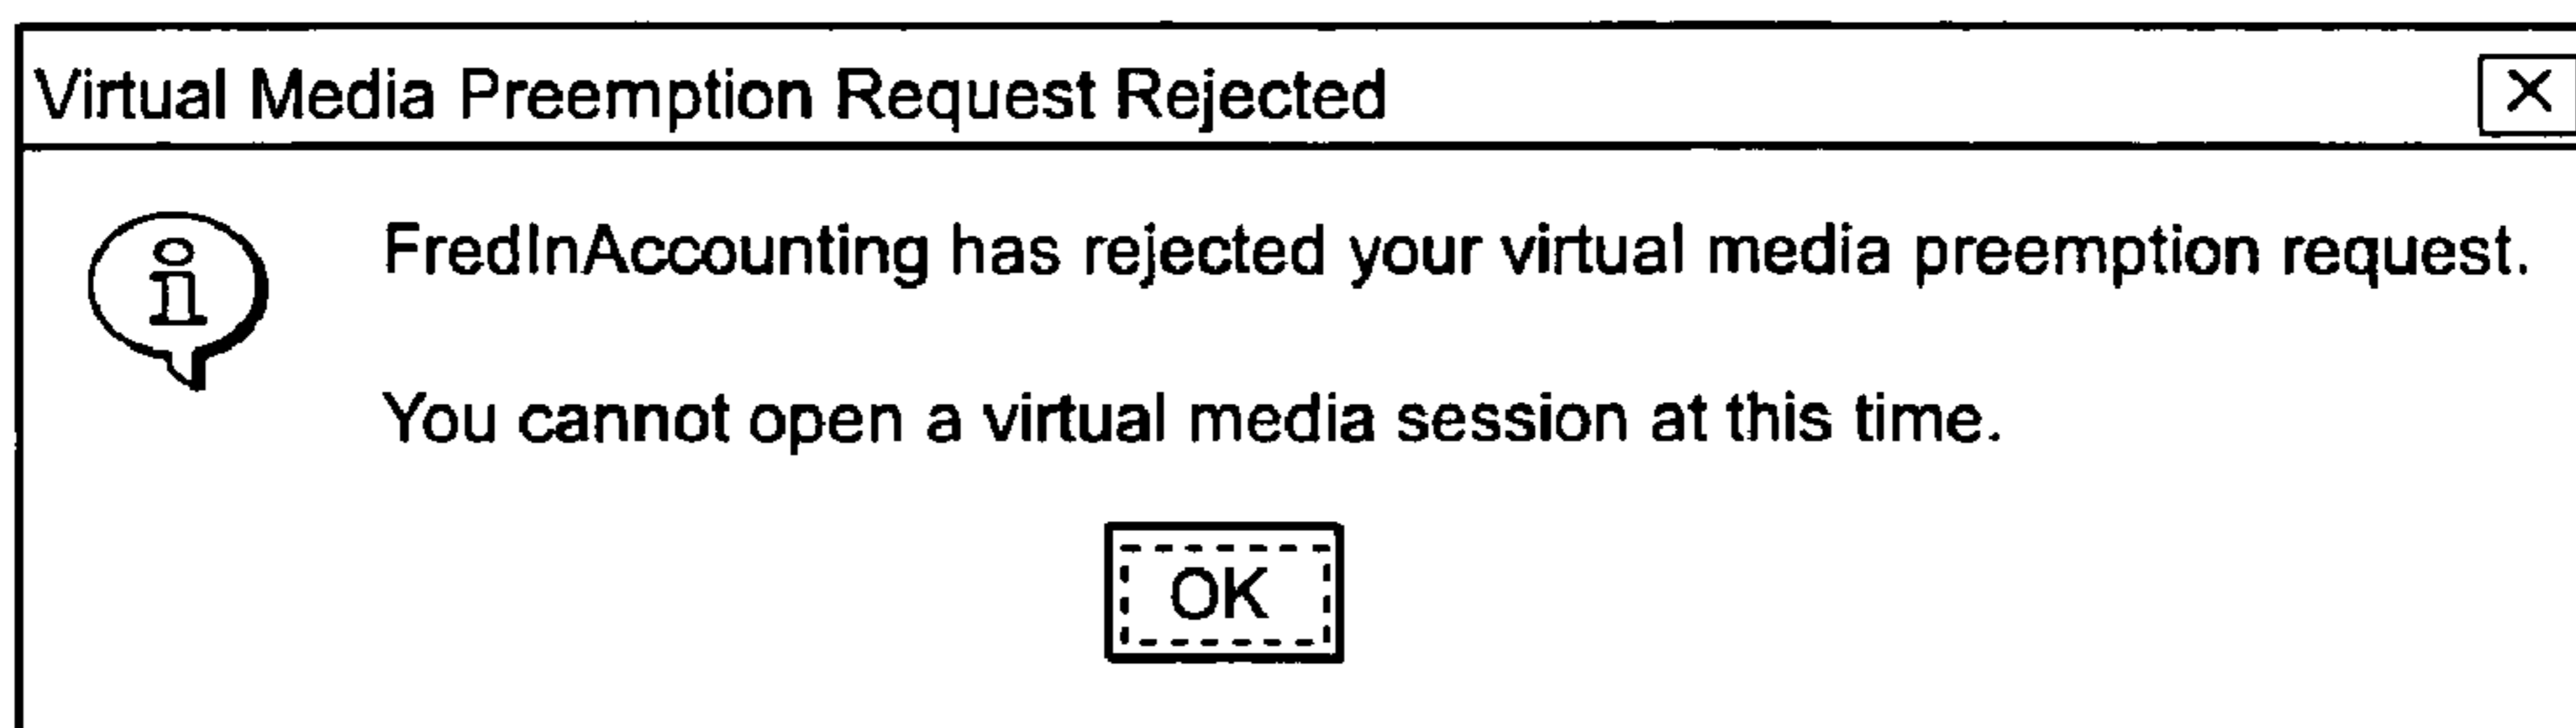 Virtual Media Preemption Request Rejected X
i FredInAccounting has rejected your virtual media preemption request.
You cannot open a virtual media session at this time.
OK